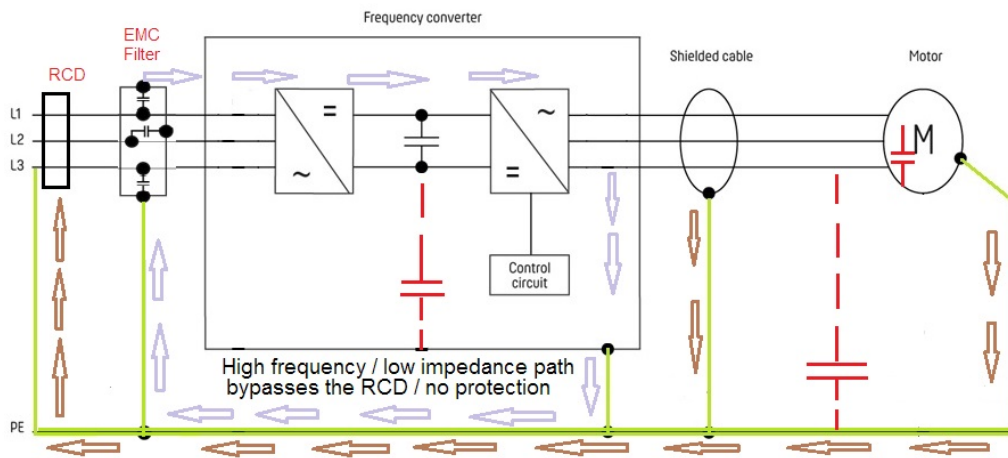 Frequency converter
EMC
Filter
RCD
Shielded cable
Motor
L1
L2
L3
=
~
~
=
M
Control
circuit
High frequency / low impedance path
bypasses the RCD / no protection
PE